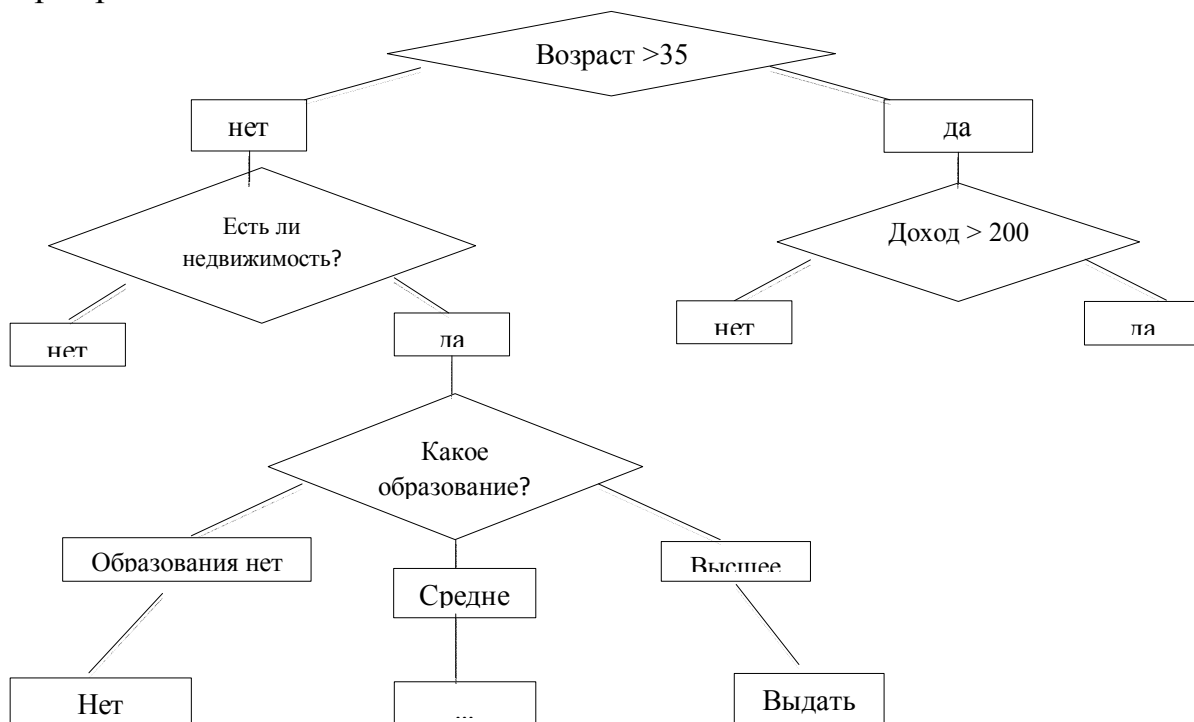 Возраст >35
нет
да
Есть ли
недвижимость?
Доход > 200
нет
да
нет
да
Какое
образование?
Образования нет
Средне
Высшее
Нет
...
Выдать